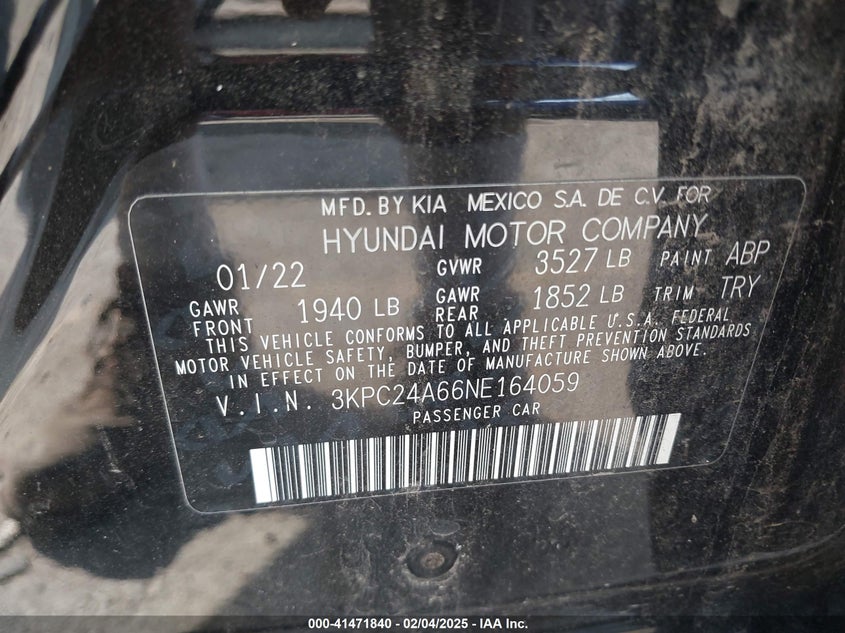 MFD. BY KIA MEXICO S.A. DE C.V. FOR
HYUNDAI MOTOR COMPANY
01/22 GVWR 3527 LB PAINT ABP
GAWR FRONT 1940 LB GAWR REAR 1852 LB TRIM TRY
THIS VEHICLE CONFORMS TO ALL APPLICABLE U.S.A. FEDERAL
MOTOR VEHICLE SAFETY, BUMPER, AND THEFT PREVENTION STANDARDS
IN EFFECT ON THE DATE OF MANUFACTURE SHOWN ABOVE.
V.I.N. 3KPC24A66NE164059
PASSENGER CAR
000-41471840 - 02/04/2025 - IAA Inc.